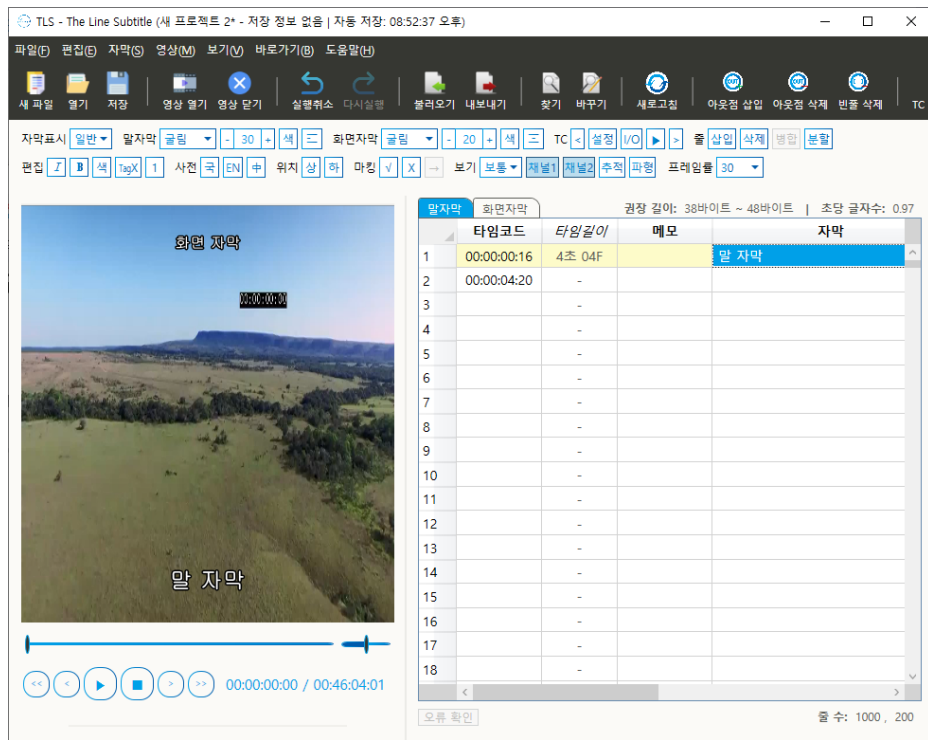 TLS - The Line Subtitle (새 프로젝트 2* - 저장 정보 없음 | 자동 저장: 08:52:37 오후)
파일(F) 편집(E) 자막(S) 영상(M) 보기(V) 바로가기(B) 도움말(H)
새 파일 열기 저장 영상 열기 영상 닫기 실행취소 다시실행 불러오기 내보내기 찾기 바꾸기 새로고침 아웃점 삽입 아웃점 삭제 빈풀 삭제 TC
자막표시 일반 말자막 굴림 - 30 + 색 화면자막 굴림 - 20 + 색 TC < 설정 I/O > 줄 삽입 삭제 병합 분할
편집 I B 색 TagX 1 사전 국 EN 中 위치 상 하 마킹 √ X → 보기 보통 채널1 채널2 추적 파형 프레임률 30
화면 자막
00:00:00:00
말 자막
<< < > >> 00:00:00:00 / 00:46:04:01
말자막 화면자막 권장 길이: 38바이트 ~ 48바이트 | 초당 글자수: 0.97
타임코드 타임길이 메모 자막
1 00:00:00:16 4초 04F 말 자막
2 00:00:04:20 -
3 -
4 -
5 -
6 -
7 -
8 -
9 -
10 -
11 -
12 -
13 -
14 -
15 -
16 -
17 -
18 -
오류 확인 줄 수: 1000 , 200